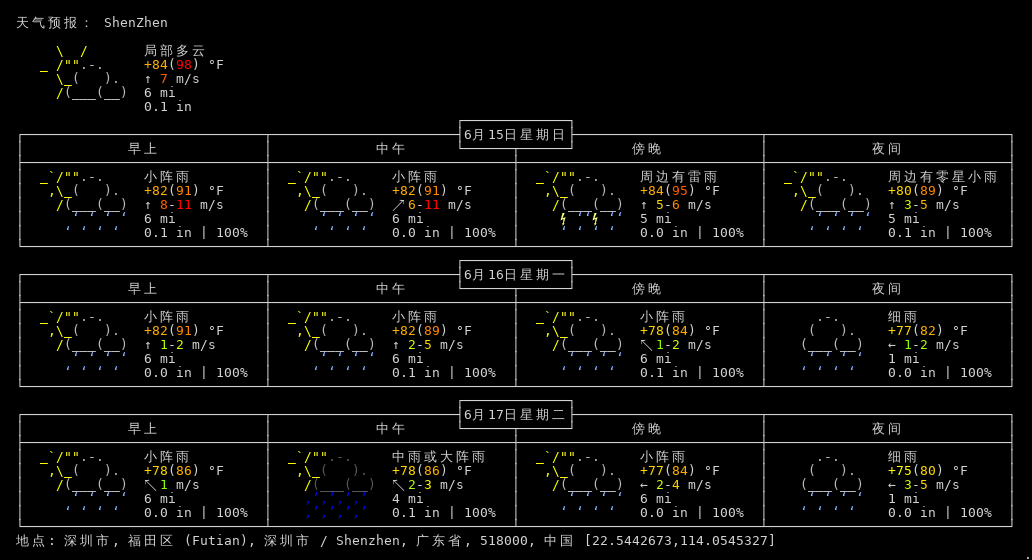 天气预报： ShenZhen
局部多云
+84(98) °F
↑ 7 m/s
6 mi
0.1 in
6月15日星期日
早上 中午 傍晚 夜间
小阵雨 小阵雨 周边有雷雨 周边有零星小雨
+82(91) °F +82(91) °F +84(95) °F +80(89) °F
↑ 8-11 m/s ↗ 6-11 m/s ↑ 5-6 m/s ↑ 3-5 m/s
6 mi 6 mi 5 mi 5 mi
0.1 in | 100% 0.0 in | 100% 0.0 in | 100% 0.1 in | 100%
6月16日星期一
早上 中午 傍晚 夜间
小阵雨 小阵雨 小阵雨 细雨
+82(91) °F +82(89) °F +78(84) °F +77(82) °F
↑ 1-2 m/s ↑ 2-5 m/s ↖ 1-2 m/s ← 1-2 m/s
6 mi 6 mi 6 mi 1 mi
0.0 in | 100% 0.1 in | 100% 0.1 in | 100% 0.0 in | 100%
6月17日星期二
早上 中午 傍晚 夜间
小阵雨 中雨或大阵雨 小阵雨 细雨
+78(86) °F +78(86) °F +77(84) °F +75(80) °F
↖ 1 m/s ↖ 2-3 m/s ← 2-4 m/s ← 3-5 m/s
6 mi 4 mi 6 mi 1 mi
0.0 in | 100% 0.1 in | 100% 0.0 in | 100% 0.0 in | 100%
地点: 深圳市, 福田区 (Futian), 深圳市 / Shenzhen, 广东省, 518000, 中国 [22.5442673,114.0545327]